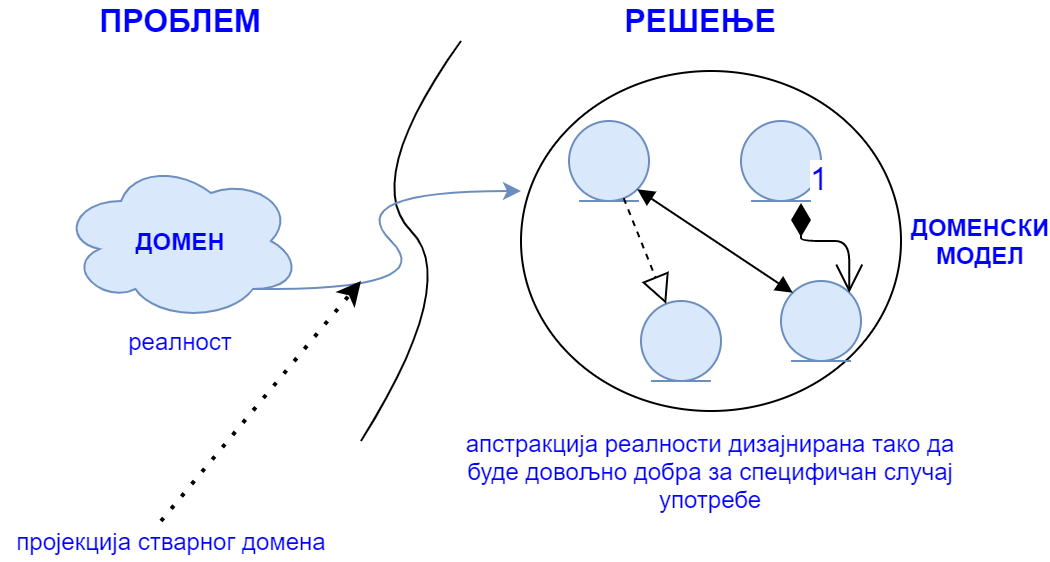 ПРОБЛЕМ
РЕШЕЊЕ
ДОМЕН
реалност
1
ДОМЕНСКИ
МОДЕЛ
апстракција реалности дизајнирана тако да
буде довољно добра за специфичан случај
употребе
пројекција стварног домена